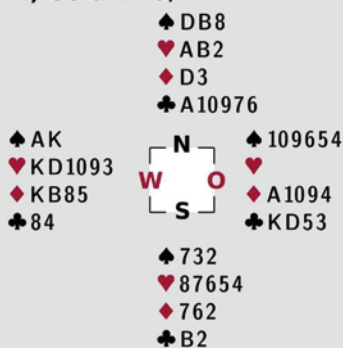 ♠ DB8
♥ AB2
♦ D3
♣ A10976
♠ AK
♥ KD1093
♦ KB85
♣ 84
N
W O
S
♠ 109654
♥
♦ A1094
♣ KD53
♠ 732
♥ 87654
♦ 762
♣ B2